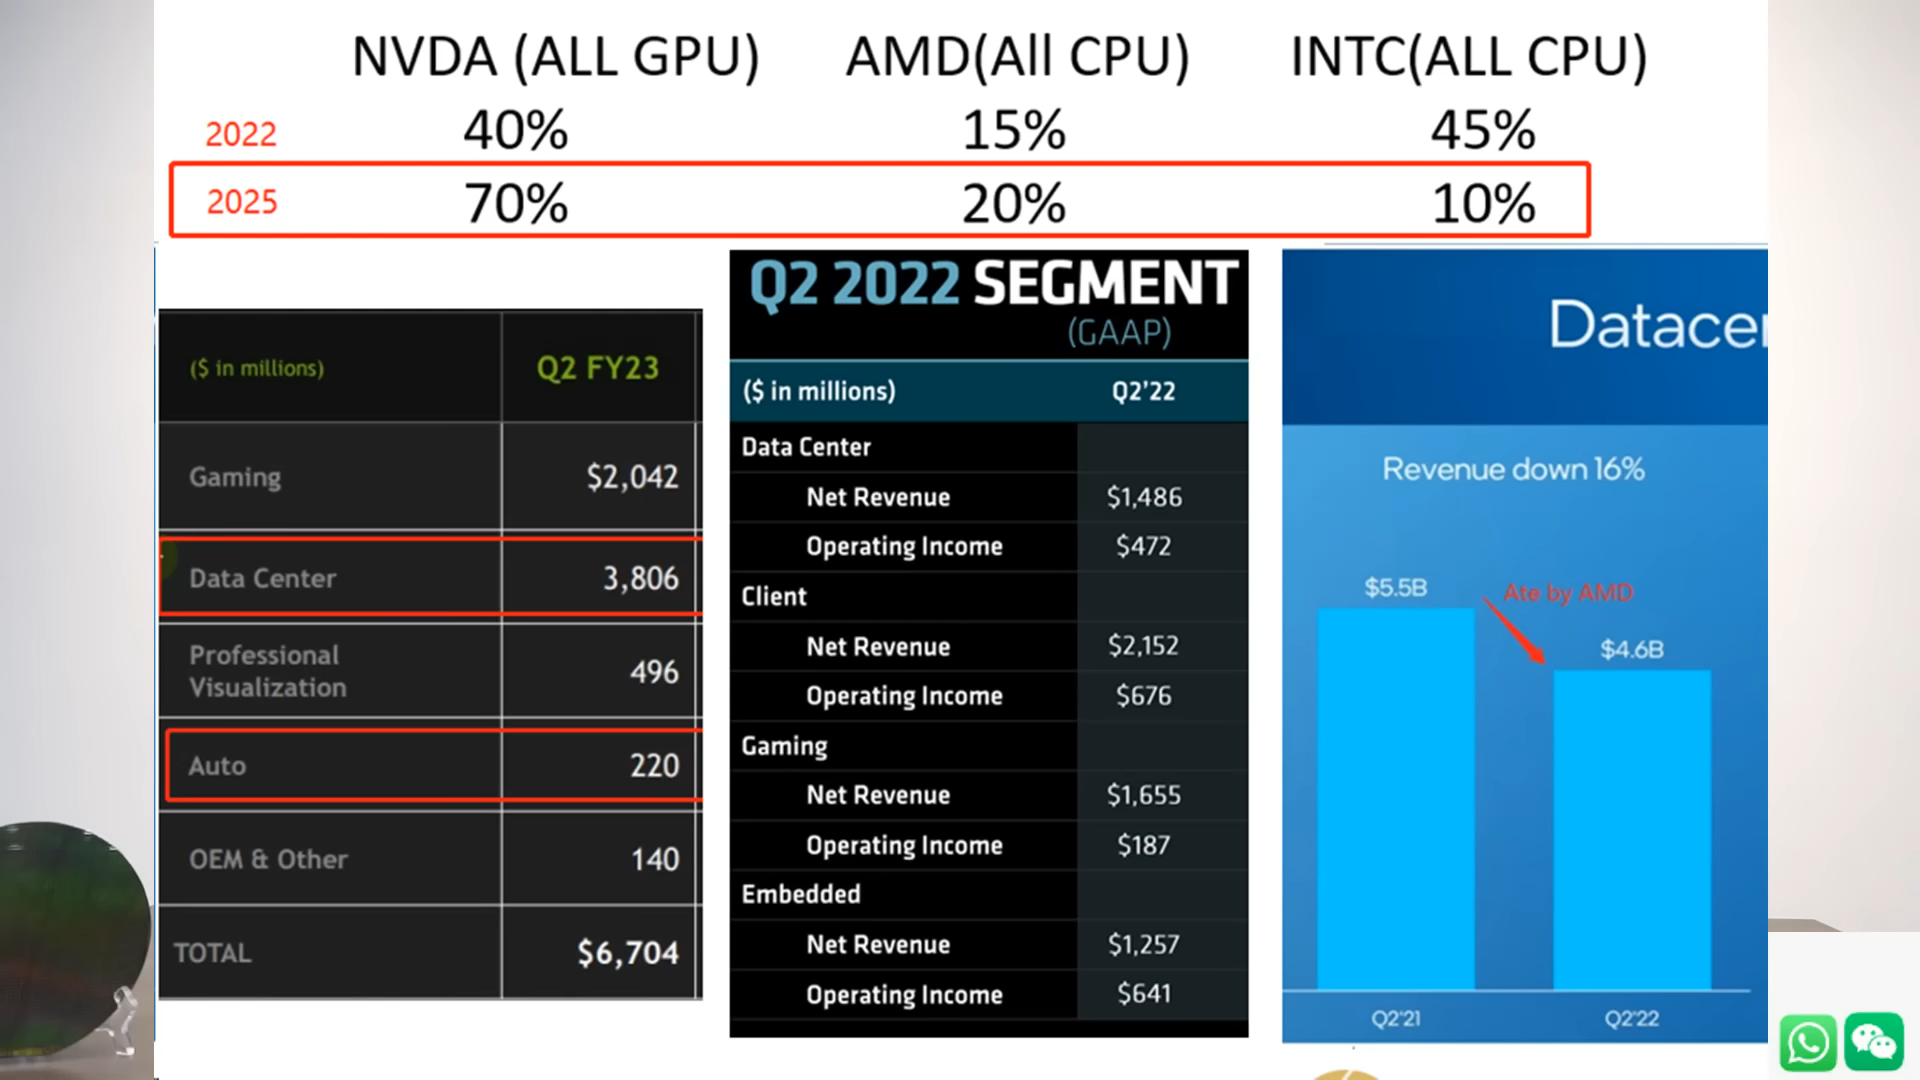 NVDA (ALL GPU) AMD(All CPU) INTC(ALL CPU)
2022 40% 15% 45%
2025 70% 20% 10%
($ in millions) Q2 FY23
Gaming $2,042
Data Center 3,806
Professional
Visualization 496
Auto 220
OEM & Other 140
TOTAL $6,704
Q2 2022 SEGMENT
(GAAP)
($ in millions) Q2'22
Data Center
Net Revenue $1,486
Operating Income $472
Client
Net Revenue $2,152
Operating Income $676
Gaming
Net Revenue $1,655
Operating Income $187
Embedded
Net Revenue $1,257
Operating Income $641
Datacen
Revenue down 16%
$5.5B
Ate by AMD
$4.6B
Q2'21 Q2'22